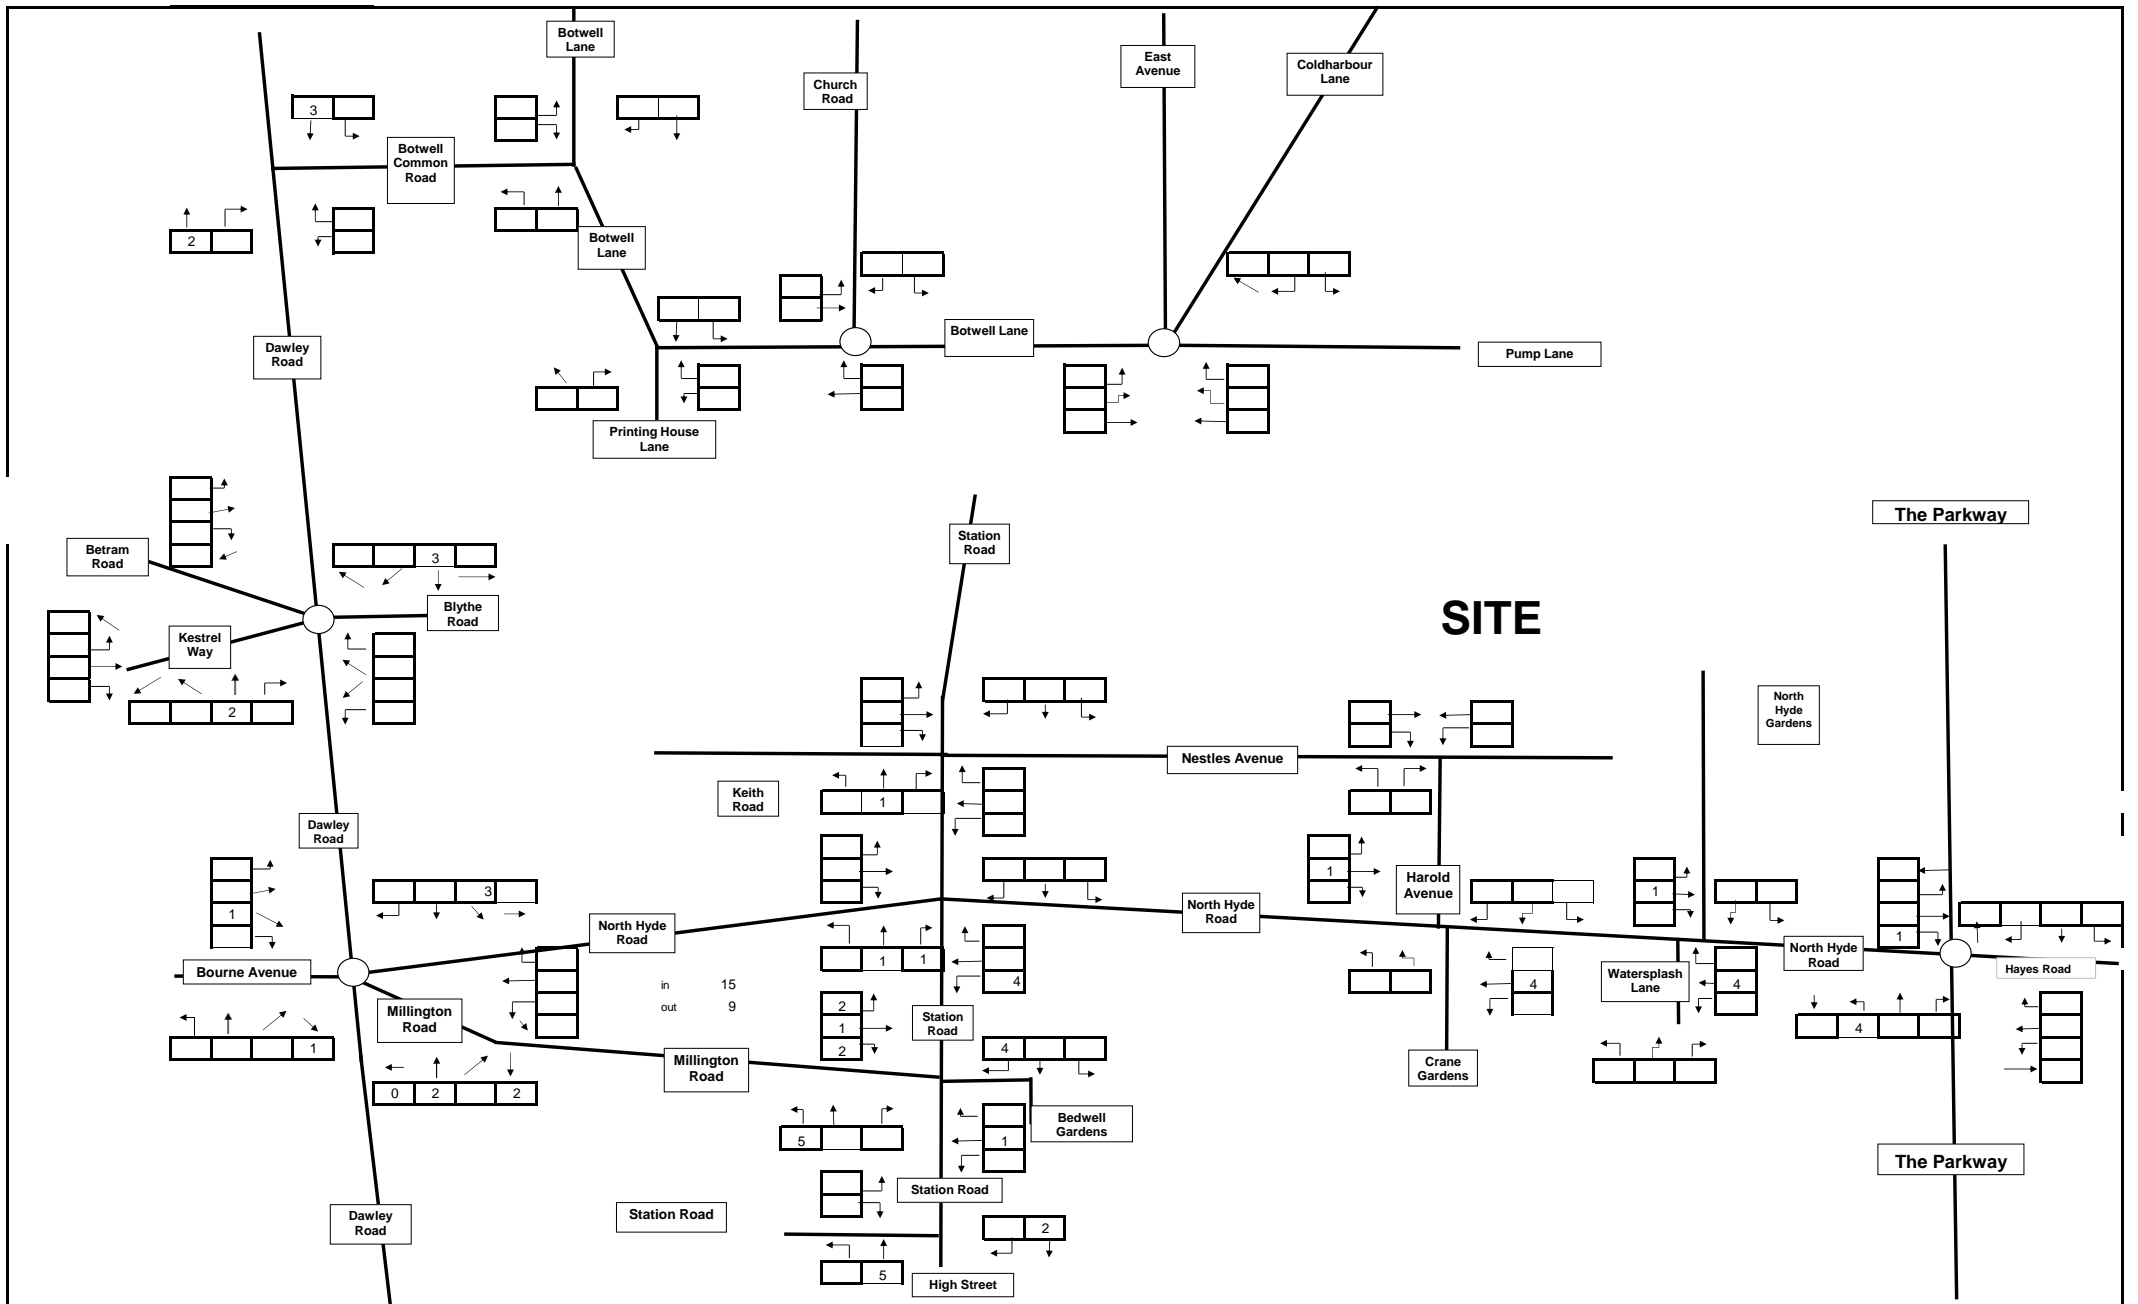 Botwell
Lane
Church
Road
East
Avenue
Coldharbour
Lane
3
Botwell
Common
Road
2
Botwell
Lane
Dawley
Road
Botwell Lane
Pump Lane
Printing House
Lane
Betram
Road
3
Blythe
Road
Kestrel
Way
2
Station
Road
The Parkway
SITE
North
Hyde
Gardens
Nestles Avenue
Keith
Road
1
Dawley
Road
3
1
Bourne Avenue
North Hyde
Road
1
Harold
Avenue
North Hyde
Road
1
1
North Hyde
Road
Hayes Road
1
1
4
in 15
out 9
Millington
Road
1
0
2
2
2
1
2
Station
Road
4
Millington
Road
4
Watersplash
Lane
4
4
Crane
Gardens
5
1
Bedwell
Gardens
The Parkway
Station Road
Station Road
Dawley
Road
2
5
High Street